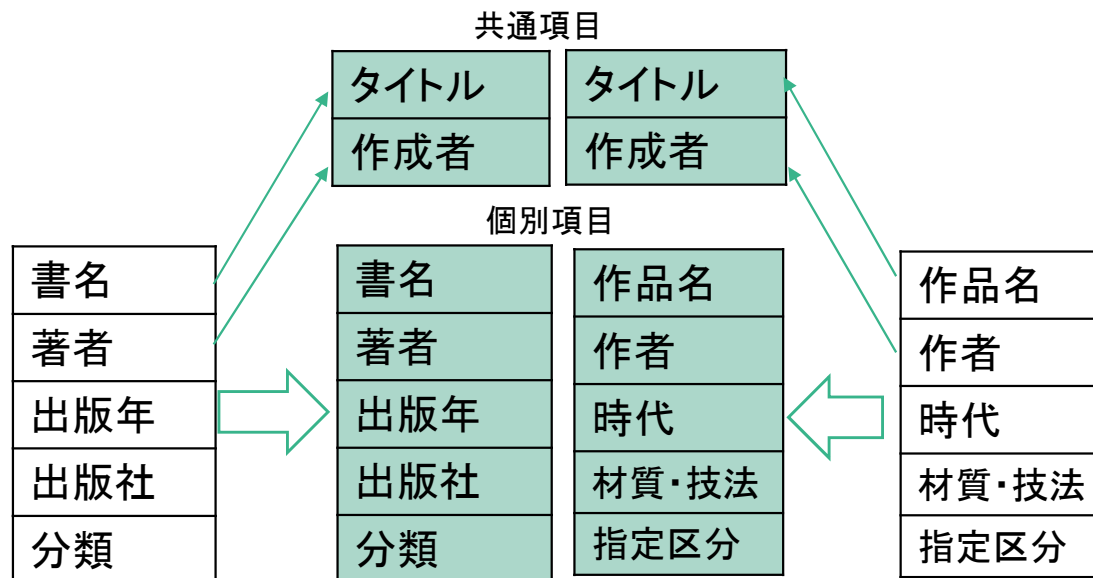 共通項目
タイトル
作成者
タイトル
作成者
個別項目
書名
著者
出版年
出版社
分類
書名
著者
出版年
出版社
分類
作品名
作者
時代
材質・技法
指定区分
作品名
作者
時代
材質・技法
指定区分